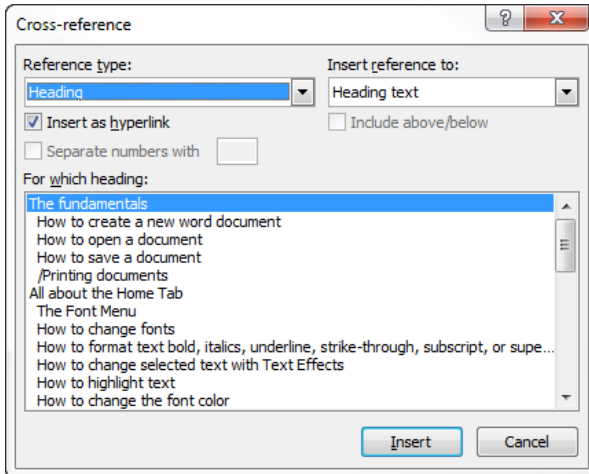 Cross-reference
? X
Reference type:
Insert reference to:
Heading
Heading text
Insert as hyperlink
Include above/below
Separate numbers with
For which heading:
The fundamentals
How to create a new word document
How to open a document
How to save a document
/Printing documents
All about the Home Tab
The Font Menu
How to change fonts
How to format text bold, italics, underline, strike-through, subscript, or supe...
How to change selected text with Text Effects
How to highlight text
How to change the font color
Insert
Cancel